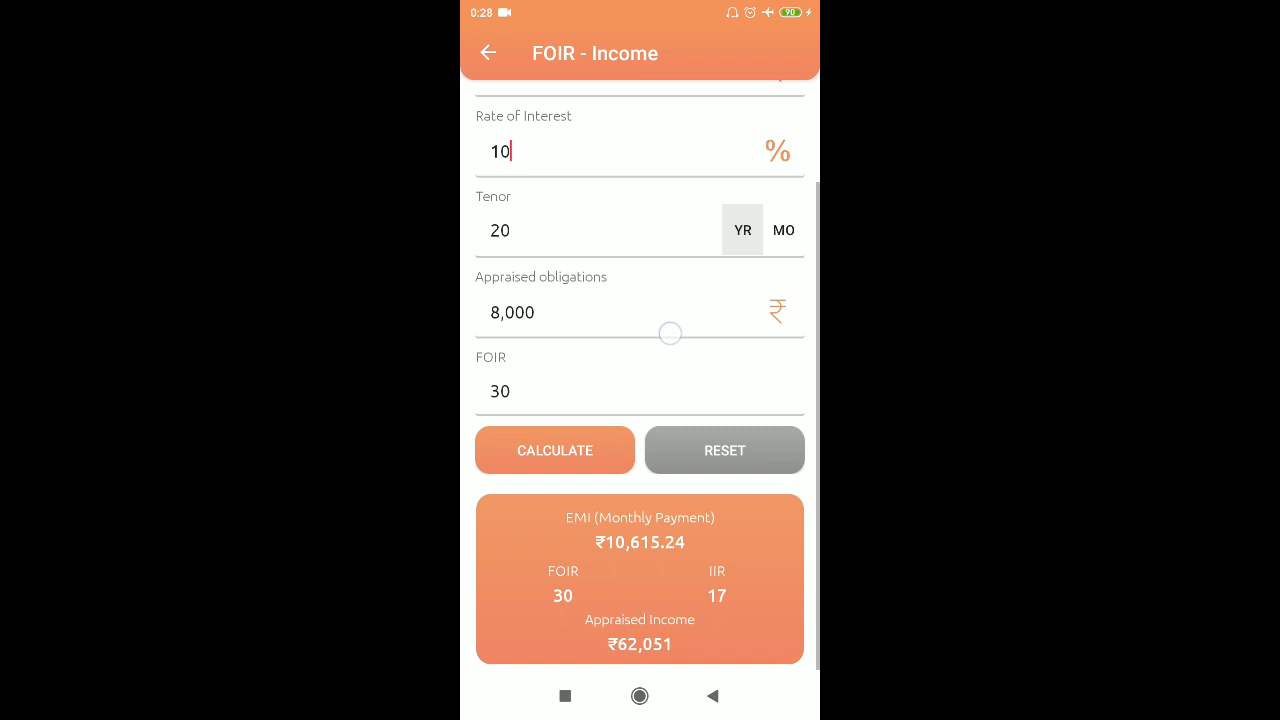 0:28 90
FOIR - Income
Rate of Interest
10 %
Tenor
20 YR MO
Appraised obligations
8,000 ₹
FOIR
30
CALCULATE RESET
EMI (Monthly Payment)
₹10,615.24
FOIR IIR
30 17
Appraised Income
₹62,051